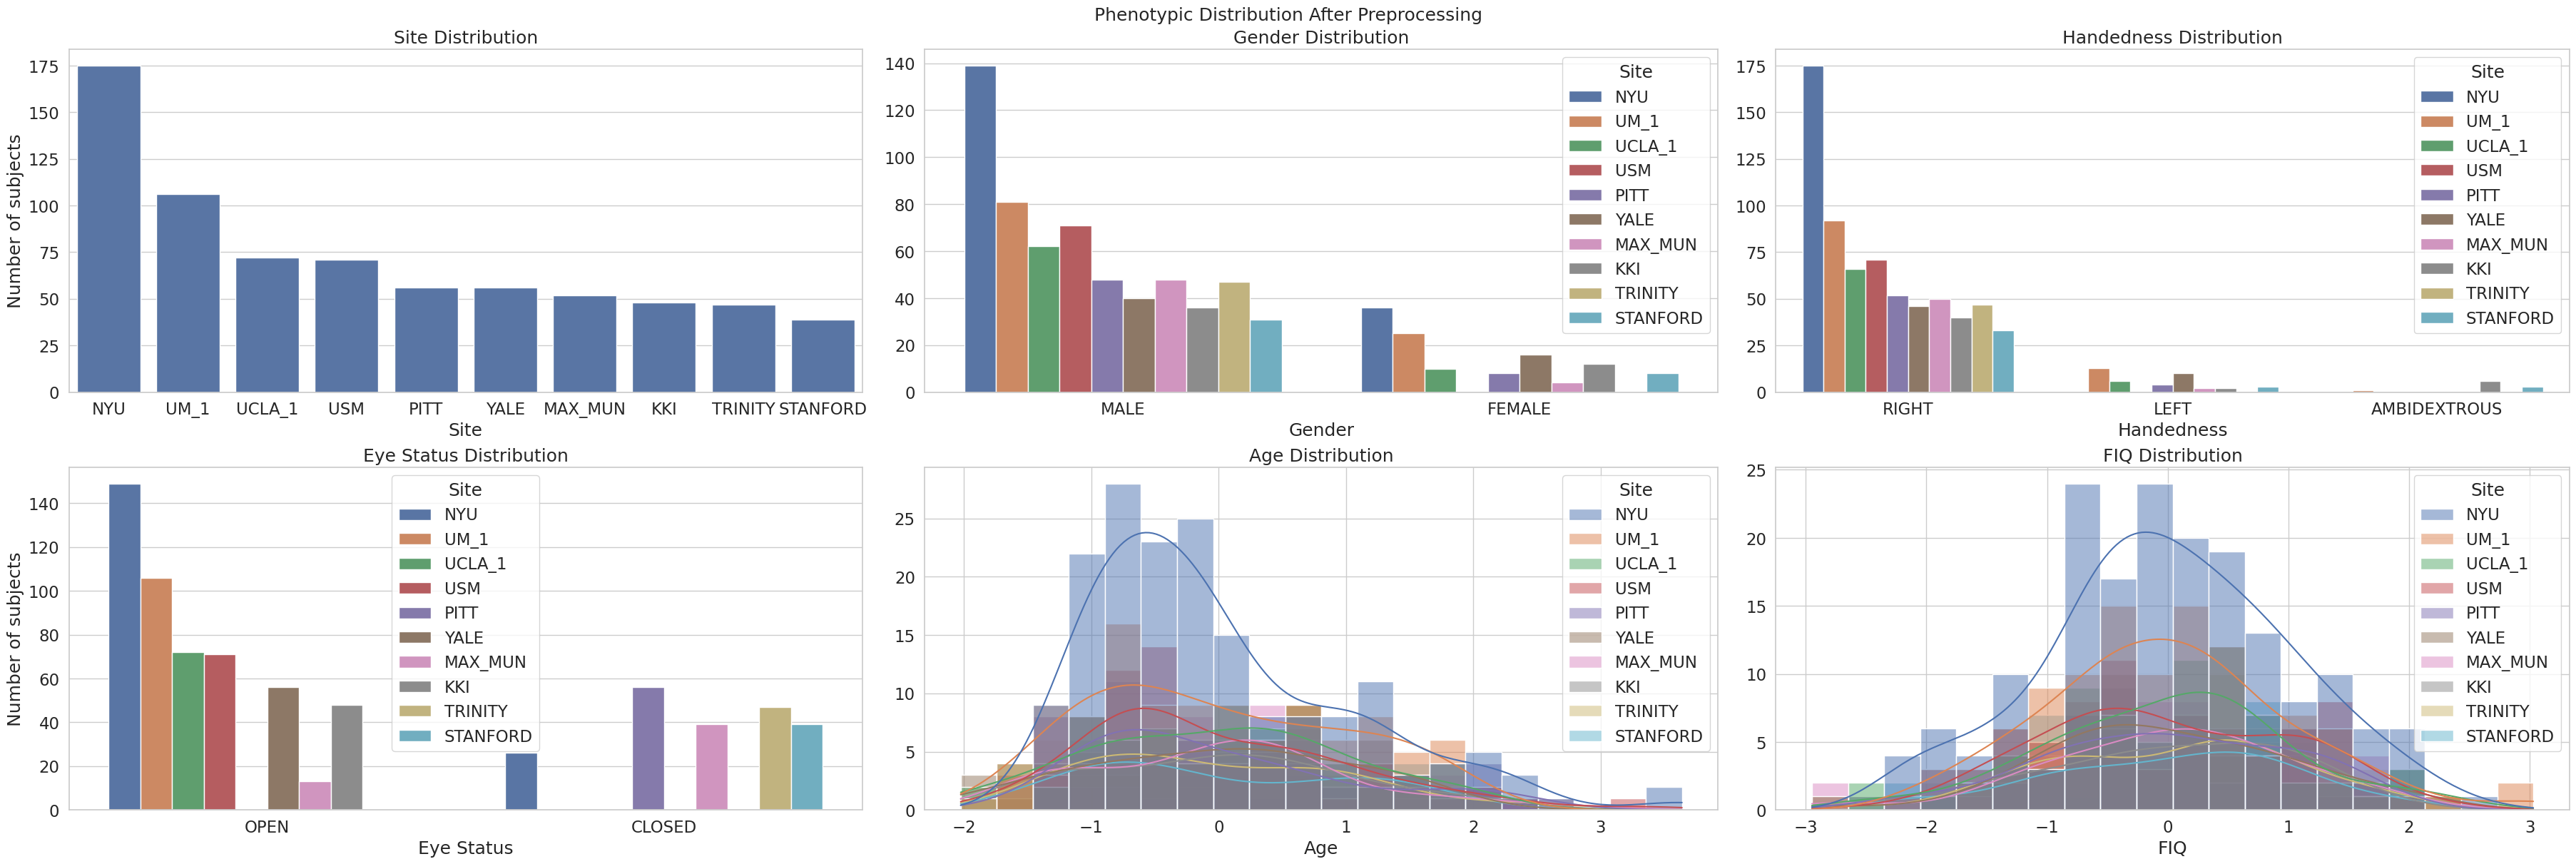 Phenotypic Distribution After Preprocessing
Site Distribution
175
150
125
100
75
50
25
0
Number of subjects
NYU UM_1 UCLA_1 USM PITT YALE MAX_MUN KKI TRINITY STANFORD
Site
Gender Distribution
140
120
100
80
60
40
20
0
MALE FEMALE
Gender
Site
NYU
UM_1
UCLA_1
USM
PITT
YALE
MAX_MUN
KKI
TRINITY
STANFORD
Handedness Distribution
175
150
125
100
75
50
25
0
RIGHT LEFT AMBIDEXTROUS
Handedness
Site
NYU
UM_1
UCLA_1
USM
PITT
YALE
MAX_MUN
KKI
TRINITY
STANFORD
Eye Status Distribution
140
120
100
80
60
40
20
0
Number of subjects
OPEN CLOSED
Eye Status
Site
NYU
UM_1
UCLA_1
USM
PITT
YALE
MAX_MUN
KKI
TRINITY
STANFORD
Age Distribution
25
20
15
10
5
0
−2 −1 0 1 2 3
Age
Site
NYU
UM_1
UCLA_1
USM
PITT
YALE
MAX_MUN
KKI
TRINITY
STANFORD
FIQ Distribution
25
20
15
10
5
0
−3 −2 −1 0 1 2 3
FIQ
Site
NYU
UM_1
UCLA_1
USM
PITT
YALE
MAX_MUN
KKI
TRINITY
STANFORD